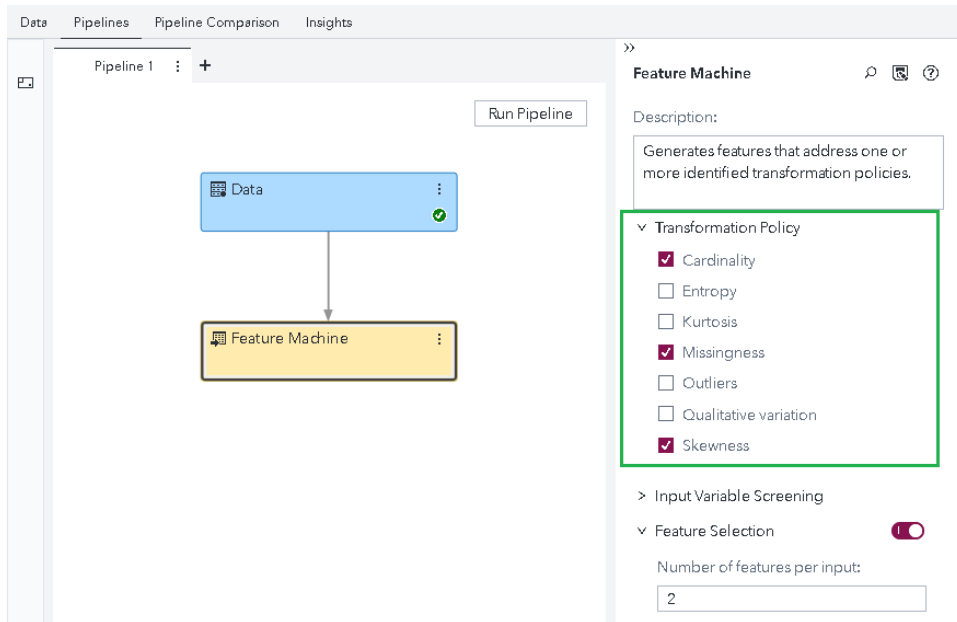 Data Pipelines Pipeline Comparison Insights
Pipeline 1
Run Pipeline
Data
Feature Machine
Feature Machine
Description:
Generates features that address one or
more identified transformation policies.
Transformation Policy
Cardinality
Entropy
Kurtosis
Missingness
Outliers
Qualitative variation
Skewness
Input Variable Screening
Feature Selection
Number of features per input:
2